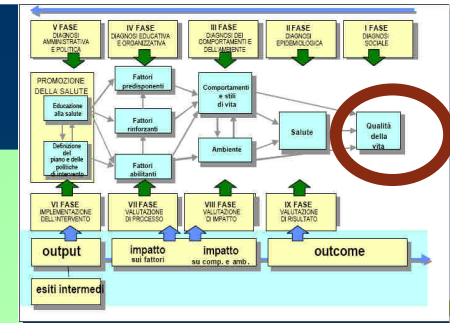 V FASE
DIAGNOSI
AMMINISTRATIVA
E POLITICA
IV FASE
DIAGNOSI EDUCATIVA
E ORGANIZZATIVA
III FASE
DIAGNOSI DEI
COMPORTAMENTI E
DELL'AMBIENTE
II FASE
DIAGNOSI
EPIDEMIOLOGICA
I FASE
DIAGNOSI
SOCIALE
PROMOZIONE
DELLA SALUTE
Educazione
alla salute
Definizione
del
piano e delle
politiche
di intervento
Fattori
predisponenti
Fattori
rinforzanti
Fattori
abilitanti
Comportamenti
e stili
di vita
Ambiente
Salute
Qualità
della
vita
VI FASE
IMPLEMENTAZIONE
DELL'INTERVENTO
VII FASE
VALUTAZIONE
DI PROCESSO
VIII FASE
VALUTAZIONE
DI IMPATTO
IX FASE
VALUTAZIONE
DI RISULTATO
output
impatto
sui fattori
impatto
su comp. e amb.
outcome
esiti intermedi